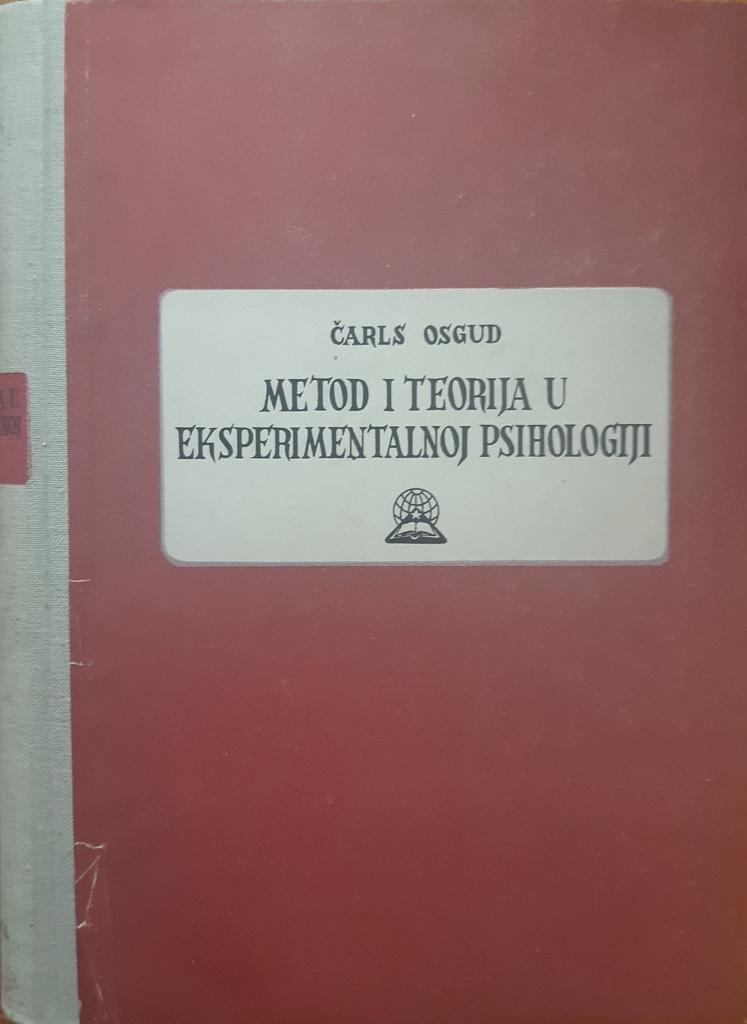 ČARLS OSGUD
METOD I TEORIJA U
EKSPERIMENTALNOJ PSIHOLOGIJI